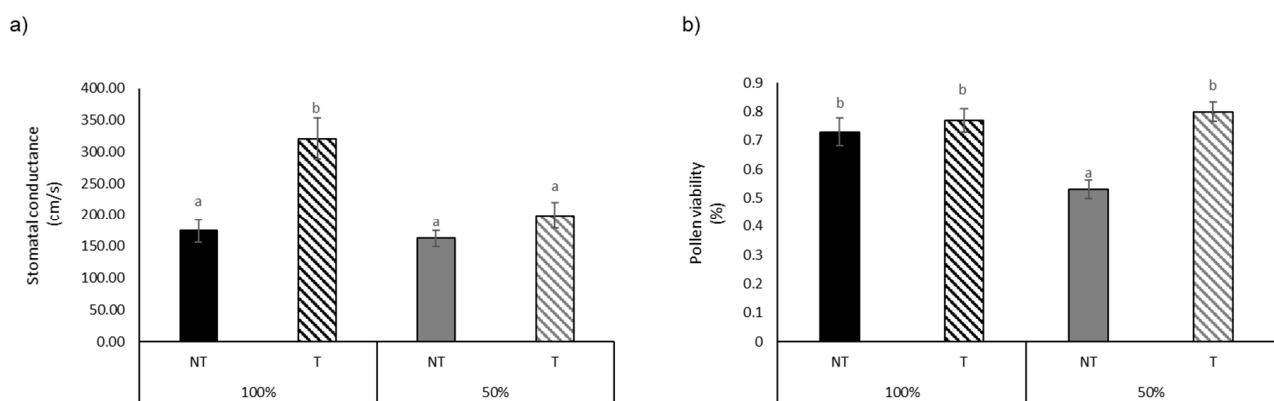 a)
Stomatal conductance
(cm/s)
400.00
350.00
300.00
250.00
200.00
150.00
100.00
50.00
0.00
a
b
a
a
NT
T
NT
T
100%
50%
b)
Pollen viability
(%)
0.9
0.8
0.7
0.6
0.5
0.4
0.3
0.2
0.1
0
b
b
a
b
NT
T
NT
T
100%
50%